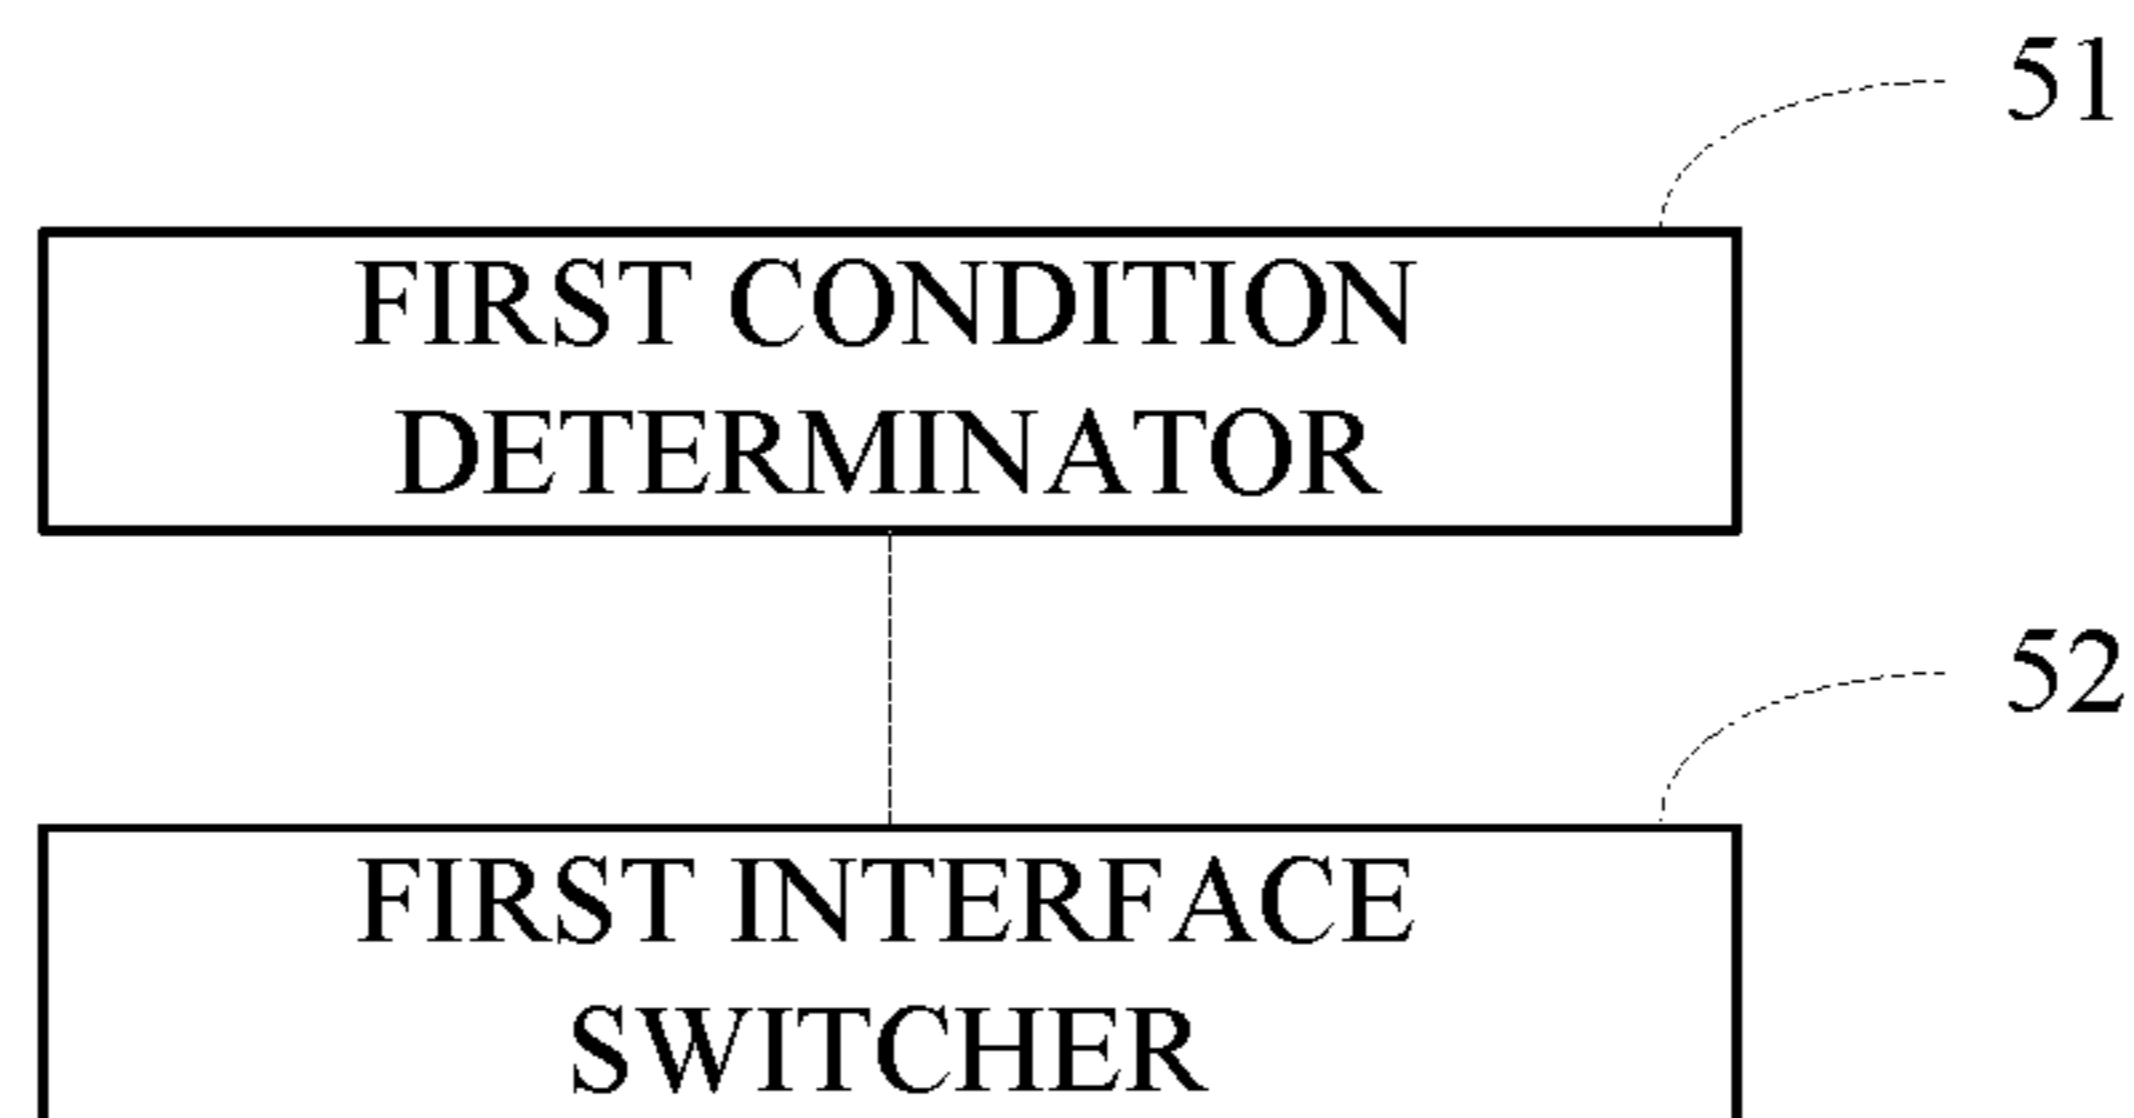 51
FIRST CONDITION
DETERMINATOR
52
FIRST INTERFACE
SWITCHER